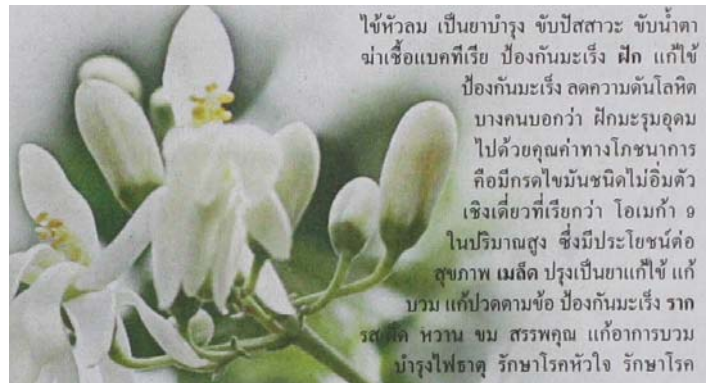 ไข้หัวลม เป็นยาบำรุง ขับปัสสาวะ ขับน้ำตา
ฆ่าเชื้อแบคทีเรีย ป้องกันมะเร็ง ฝัก แก้ไข้
ป้องกันมะเร็ง ลดความดันโลหิต
บางคนบอกว่า ฝักมะรุมอุดม
ไปด้วยคุณค่าทางโภชนาการ
คือมีกรดไขมันชนิดไม่อิ่มตัว
เชิงเดี่ยวที่เรียกว่า โอเมก้า ๑
ในปริมาณสูง ซึ่งมีประโยชน์ต่อ
สุขภาพ เมล็ด ปรุงเป็นยาแก้ไข้ แก้
บวม แก้ปวดตามข้อ ป้องกันมะเร็ง ราก
รสเผ็ด หวาน ขม สรรพคุณ แก้อาการบวม
บำรุงไฟธาตุ รักษาโรคหัวใจ รักษาโรค